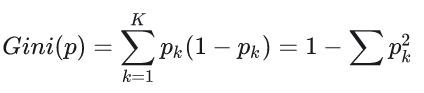 Gini(p) = \sum_{k=1}^{K} p_k(1 - p_k) = 1 - \sum p_k^2